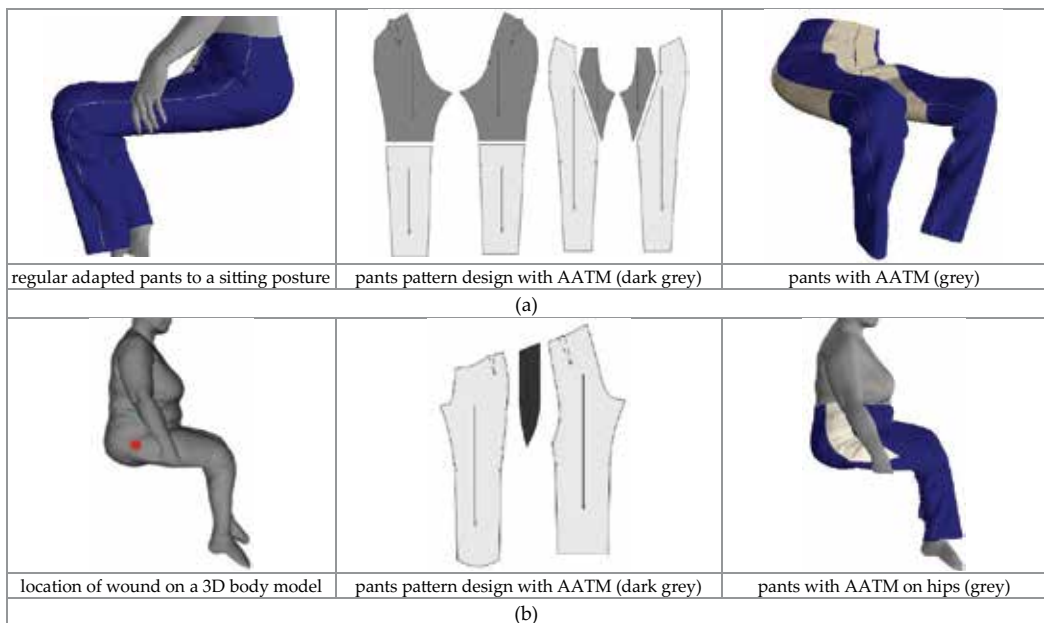 regular adapted pants to a sitting posture
pants pattern design with AATM (dark grey)
pants with AATM (grey)
(a)
location of wound on a 3D body model
pants pattern design with AATM (dark grey)
pants with AATM on hips (grey)
(b)